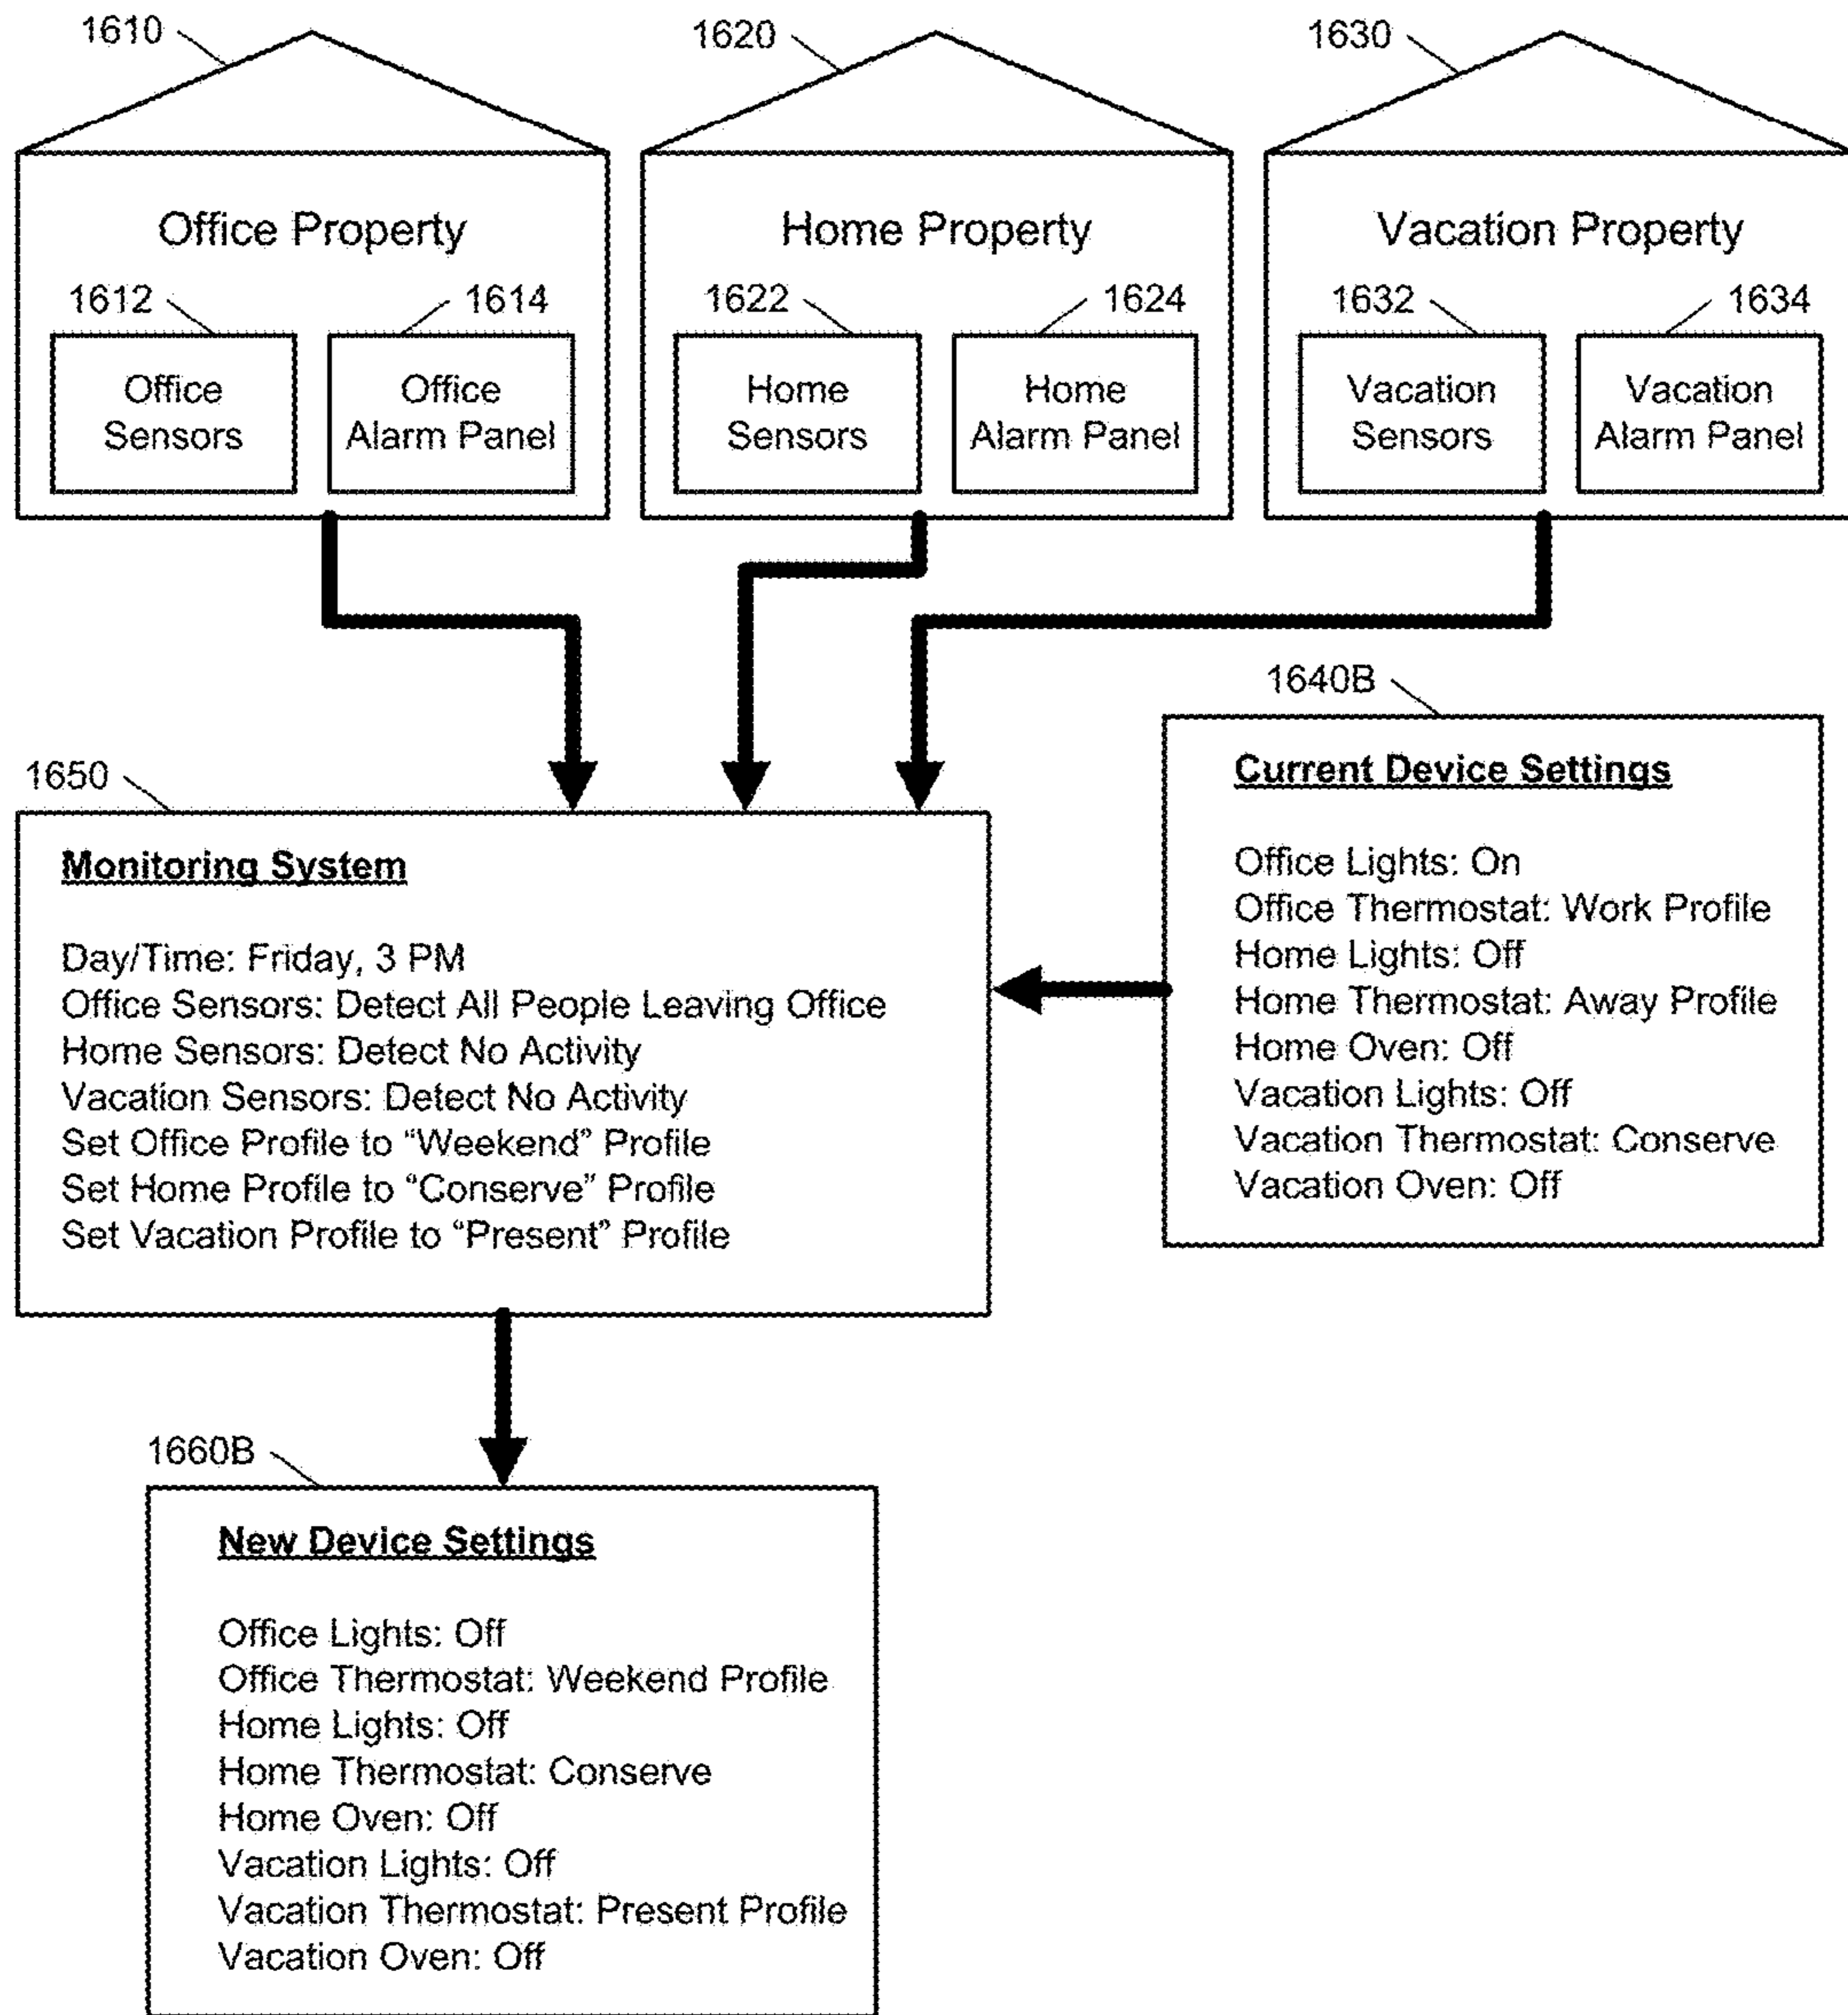 1610
1620
1630
Office Property
Home Property
Vacation Property
1612
1614
1622
1624
1632
1634
Office
Sensors
Office
Alarm Panel
Home
Sensors
Home
Alarm Panel
Vacation
Sensors
Vacation
Alarm Panel
1640B
Current Device Settings
Office Lights: On
Office Thermostat: Work Profile
Home Lights: Off
Home Thermostat: Away Profile
Home Oven: Off
Vacation Lights: Off
Vacation Thermostat: Conserve
Vacation Oven: Off
1650
Monitoring System
Day/Time: Friday, 3 PM
Office Sensors: Detect All People Leaving Office
Home Sensors: Detect No Activity
Vacation Sensors: Detect No Activity
Set Office Profile to “Weekend” Profile
Set Home Profile to “Conserve” Profile
Set Vacation Profile to “Present” Profile
1660B
New Device Settings
Office Lights: Off
Office Thermostat: Weekend Profile
Home Lights: Off
Home Thermostat: Conserve
Home Oven: Off
Vacation Lights: Off
Vacation Thermostat: Present Profile
Vacation Oven: Off